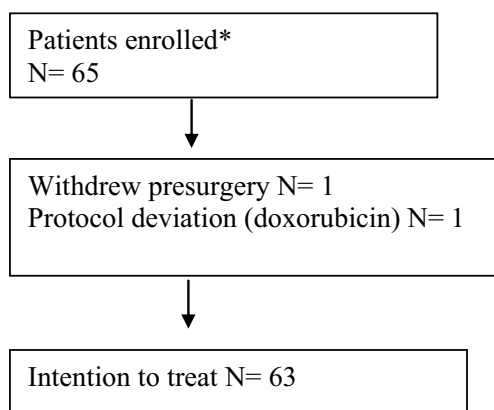 Patients enrolled*
N= 65
Withdrew presurgery N= 1
Protocol deviation (doxorubicin) N= 1
Intention to treat N= 63